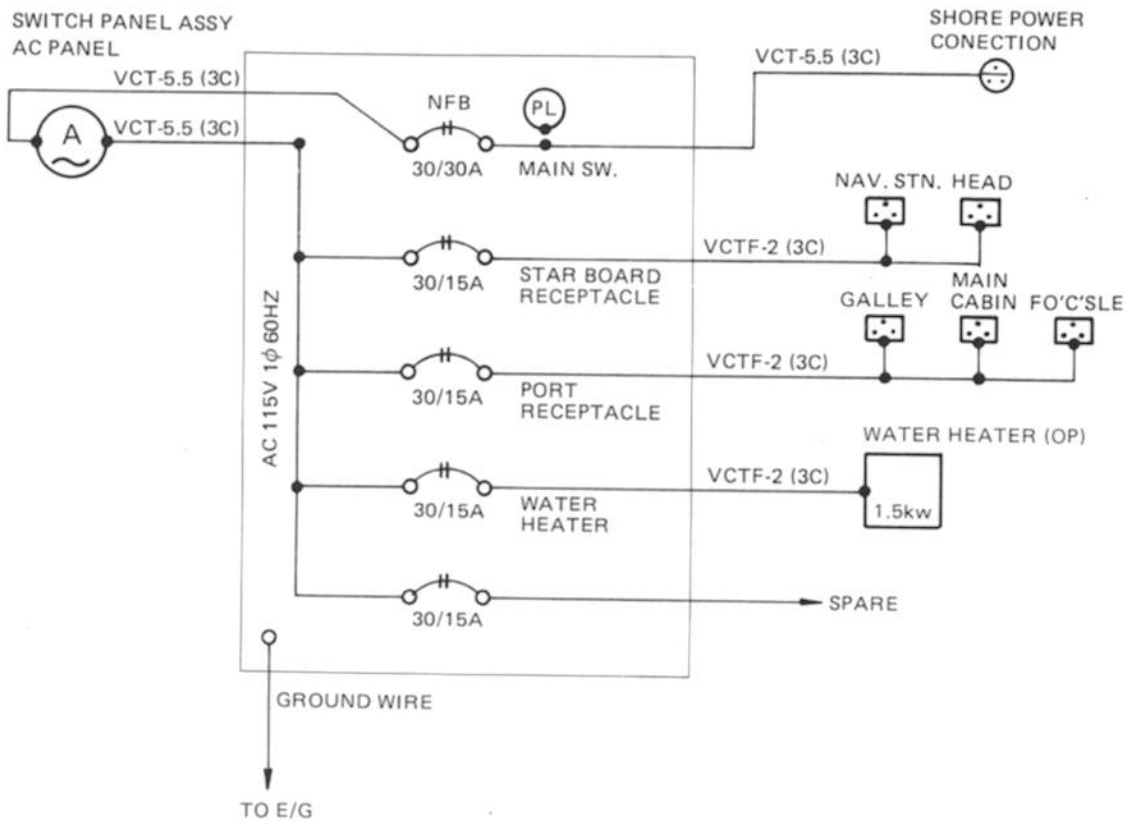 SWITCH PANEL ASSY
AC PANEL
SHORE POWER
CONECTION
VCT-5.5 (3C)
VCT-5.5 (3C)
VCT-5.5 (3C)
A
NFB
PL
30/30A
MAIN SW.
NAV. STN.
HEAD
VCTF-2 (3C)
30/15A
STAR BOARD
RECEPTACLE
GALLEY
MAIN
CABIN
FO'C'SLE
VCTF-2 (3C)
30/15A
PORT
RECEPTACLE
AC 115V 1ϕ 60HZ
WATER HEATER (OP)
VCTF-2 (3C)
1.5kw
30/15A
WATER
HEATER
30/15A
SPARE
GROUND WIRE
TO E/G